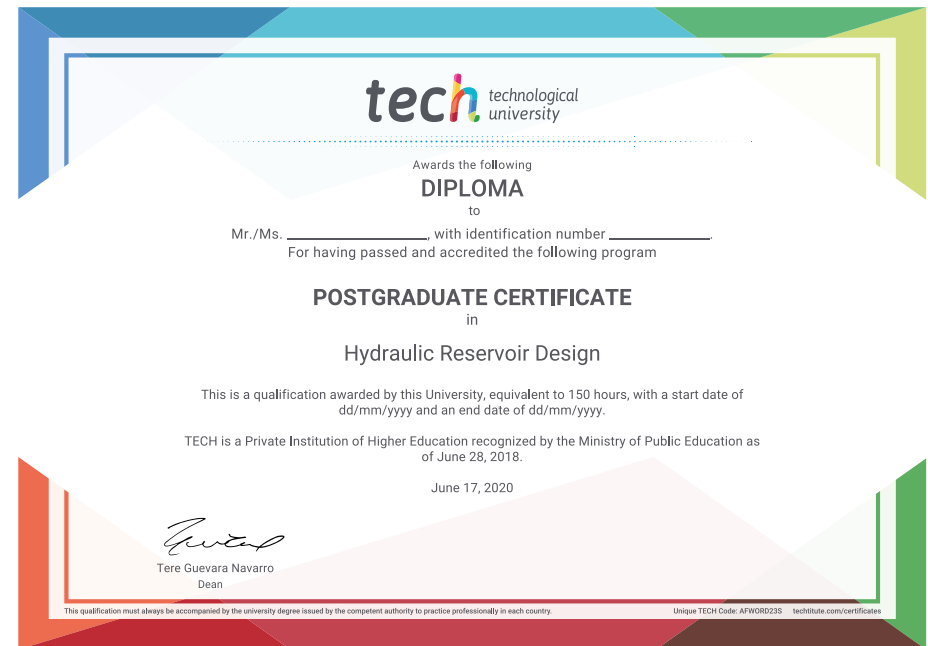 tech technological
university
Awards the following
DIPLOMA
to
Mr./Ms. ____________________, with identification number ______________.
For having passed and accredited the following program
POSTGRADUATE CERTIFICATE
in
Hydraulic Reservoir Design
This is a qualification awarded by this University, equivalent to 150 hours, with a start date of
dd/mm/yyyy and an end date of dd/mm/yyyy.
TECH is a Private Institution of Higher Education recognized by the Ministry of Public Education as
of June 28, 2018.
June 17, 2020
Tere Guevara Navarro
Dean
This qualification must always be accompanied by the university degree issued by the competent authority to practice professionally in each country.
Unique TECH Code: AFWORD23S techtitute.com/certificates